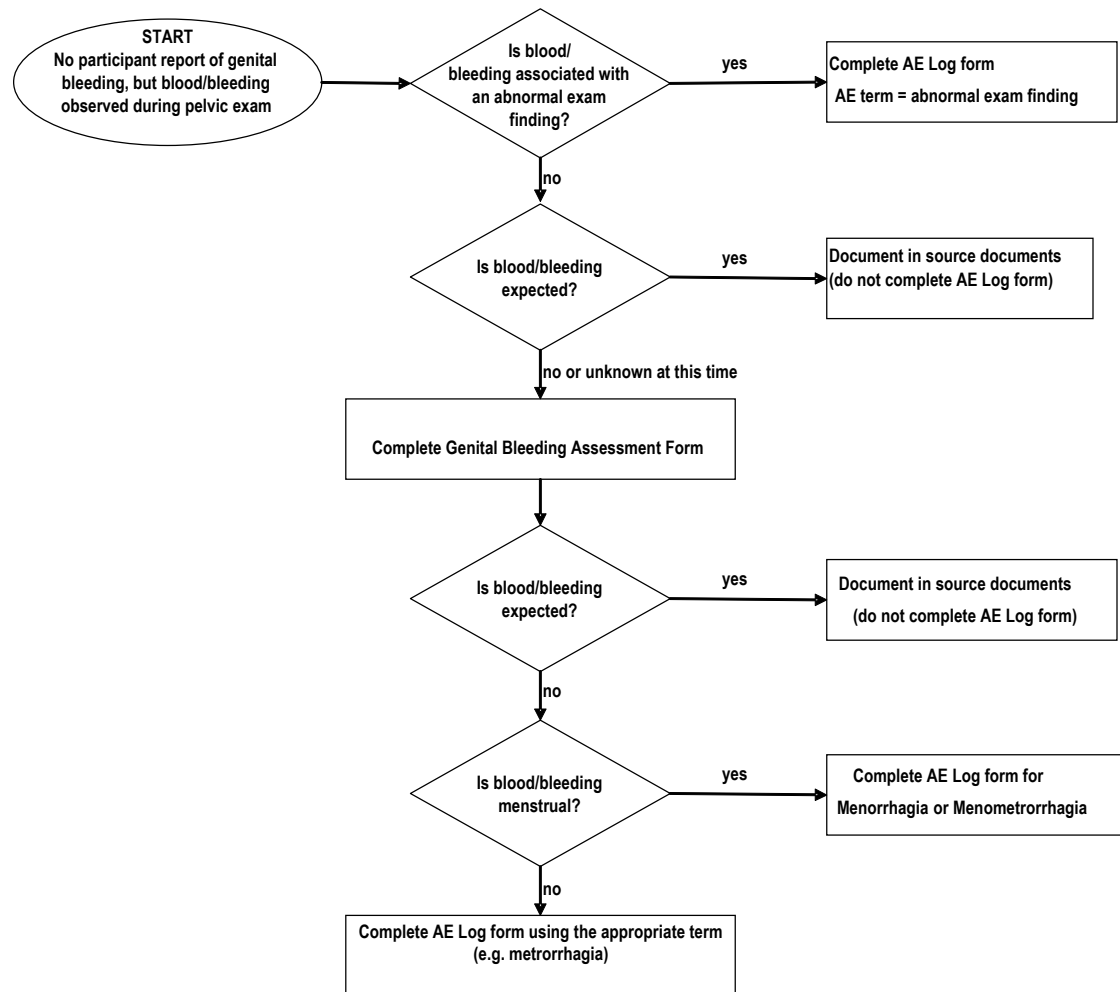 START
No participant report of genital
bleeding, but blood/bleeding
observed during pelvic exam
Is blood/
bleeding associated with
an abnormal exam
finding?
yes
Complete AE Log form
AE term = abnormal exam finding
no
Is blood/bleeding
expected?
yes
Document in source documents
(do not complete AE Log form)
no or unknown at this time
Complete Genital Bleeding Assessment Form
Is blood/bleeding
expected?
yes
Document in source documents
(do not complete AE Log form)
no
Is blood/bleeding
menstrual?
yes
Complete AE Log form for
Menorrhagia or Menometrorrhagia
no
Complete AE Log form using the appropriate term
(e.g. metrorrhagia)